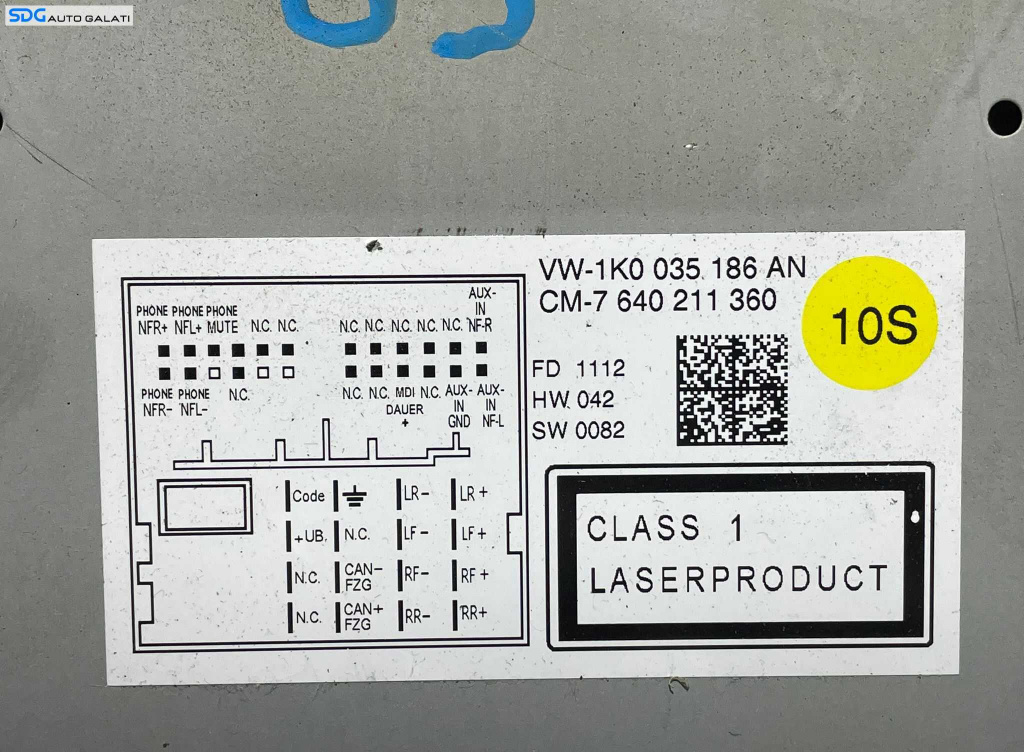 SDG AUTO GALATI
VW-1K0 035 186 AN
CM-7 640 211 360
10S
FD 1112
HW 042
SW 0082
CLASS 1
LASERPRODUCT
PHONE PHONE PHONE
NFR+ NFL+ MUTE N.C. N.C.
PHONE PHONE N.C.
NFR- NFL-
AUX-
IN
N.C. N.C. N.C. N.C. N.C. NF-R
N.C. N.C. MDI N.C. AUX- AUX-
DAUER IN IN
+ GND NF-L
Code LR- LR+
+UB. N.C. LF- LF+
N.C. CAN- RF- RF+
FZG
N.C. CAN+ RR- RR+
FZG